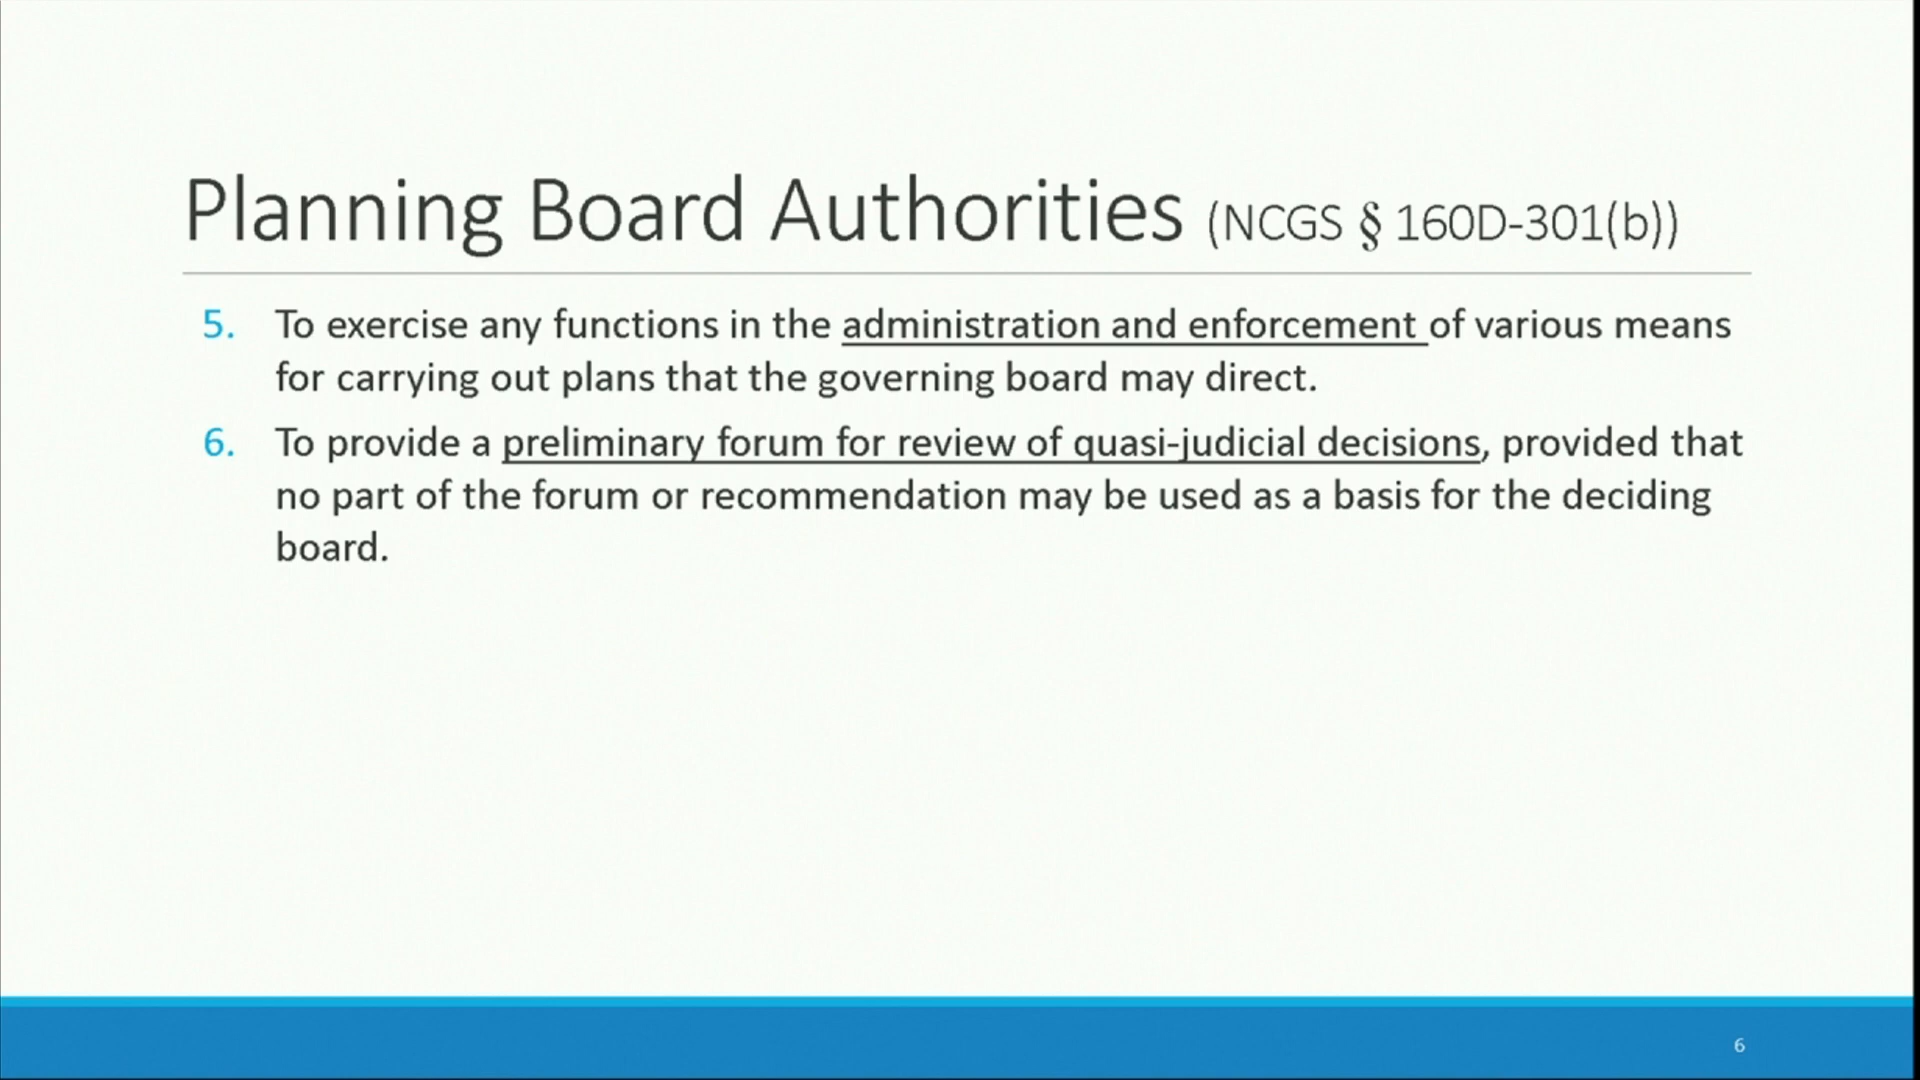 Planning Board Authorities (NCGS § 160D-301(b))
5. To exercise any functions in the administration and enforcement of various means
for carrying out plans that the governing board may direct.
6. To provide a preliminary forum for review of quasi-judicial decisions, provided that
no part of the forum or recommendation may be used as a basis for the deciding
board.
6